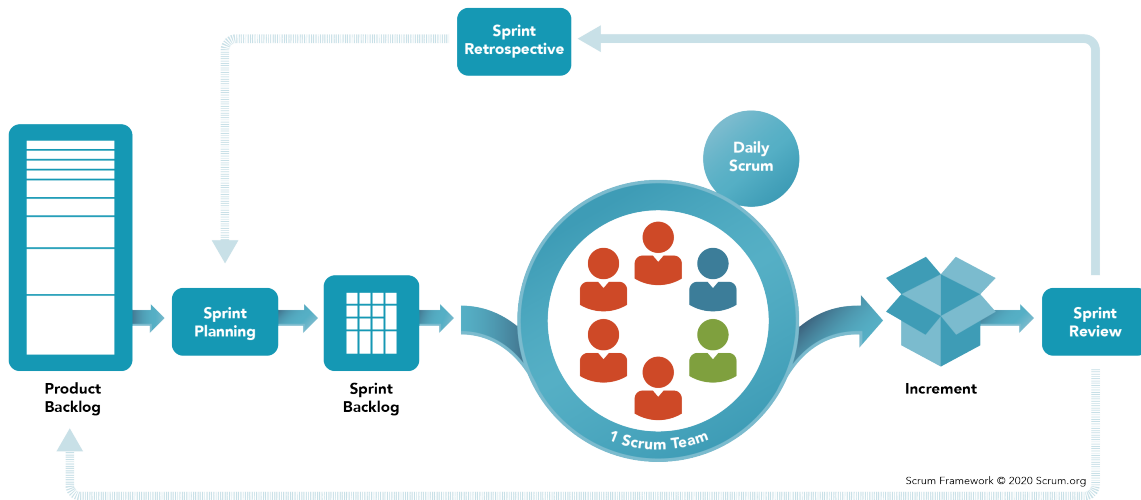 Sprint
Retrospective
Daily
Scrum
Sprint
Planning
Sprint
Review
Product
Backlog
Sprint
Backlog
Increment
1 Scrum Team
Scrum Framework © 2020 Scrum.org